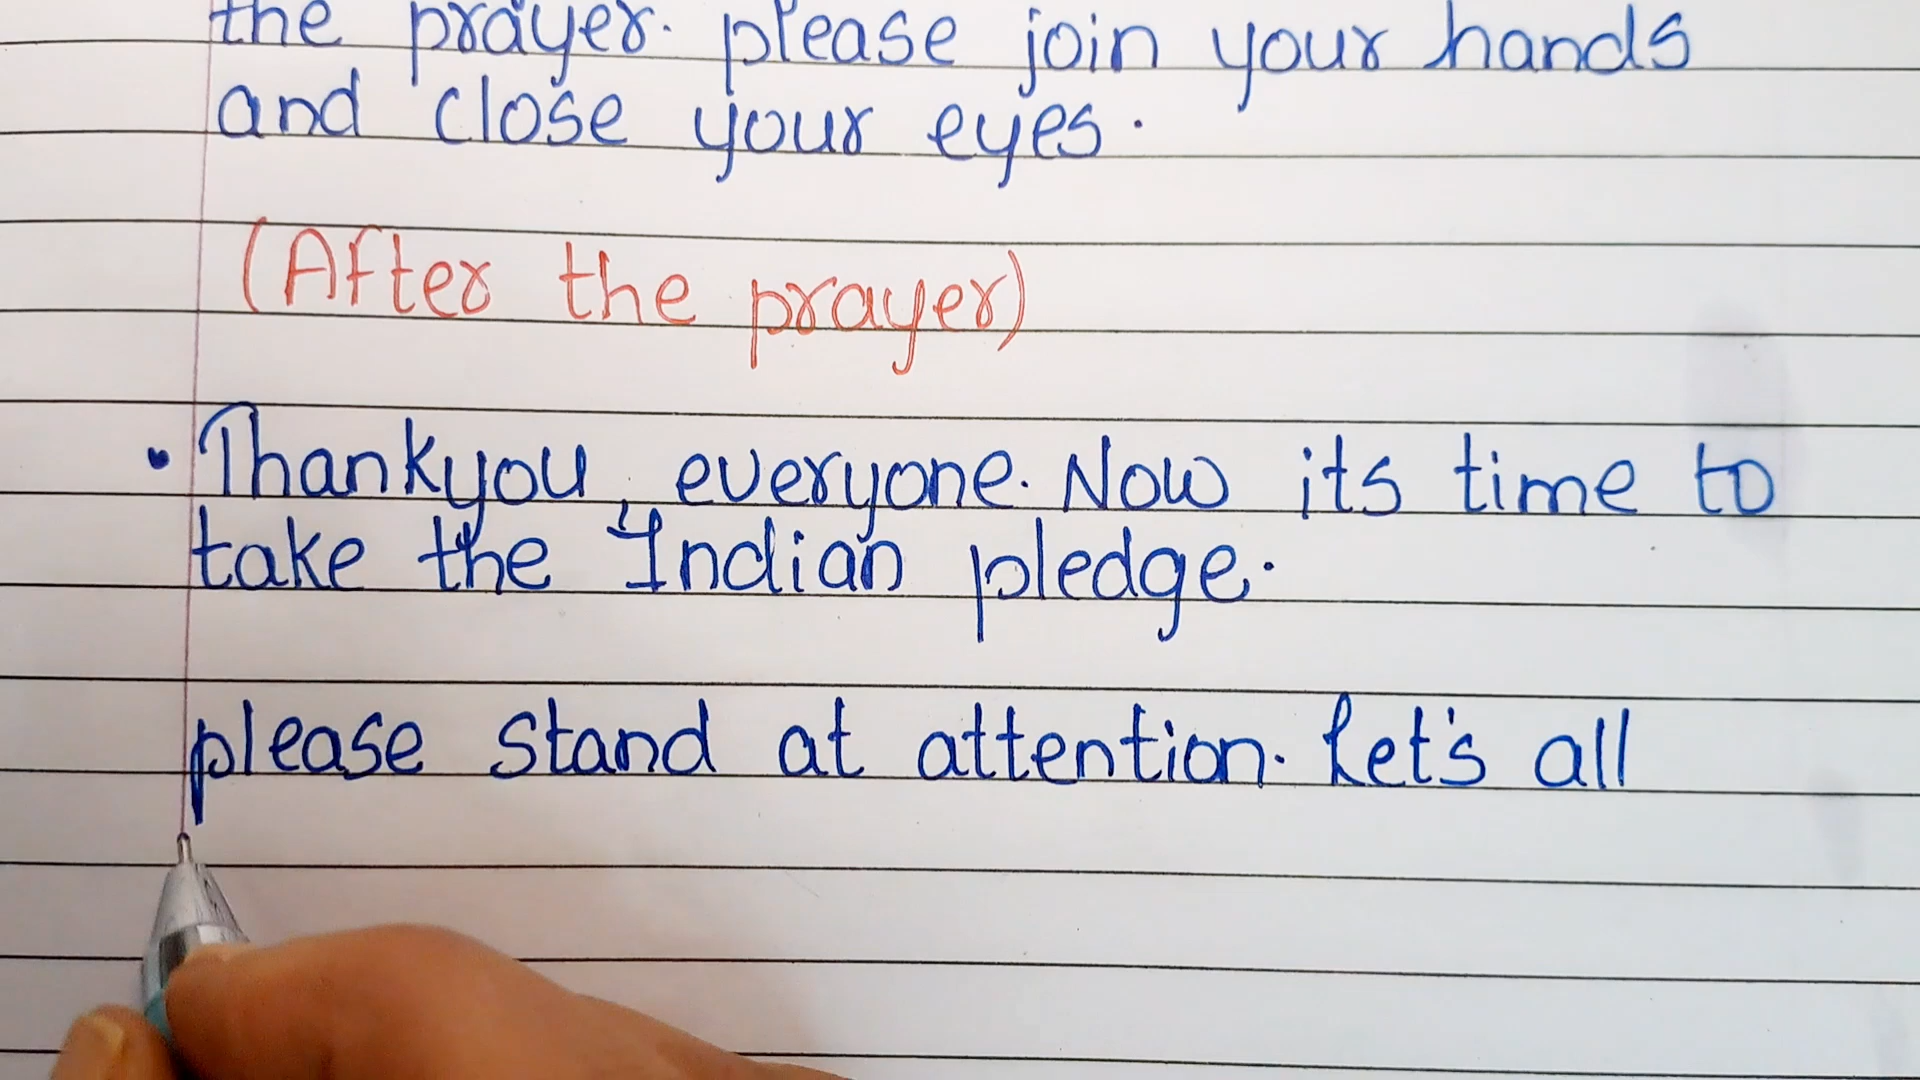 the prayer. please join your hands
and close your eyes.
(After the prayer)
• Thankyou, everyone. Now its time to
take the Indian pledge.
please stand at attention. Let's all